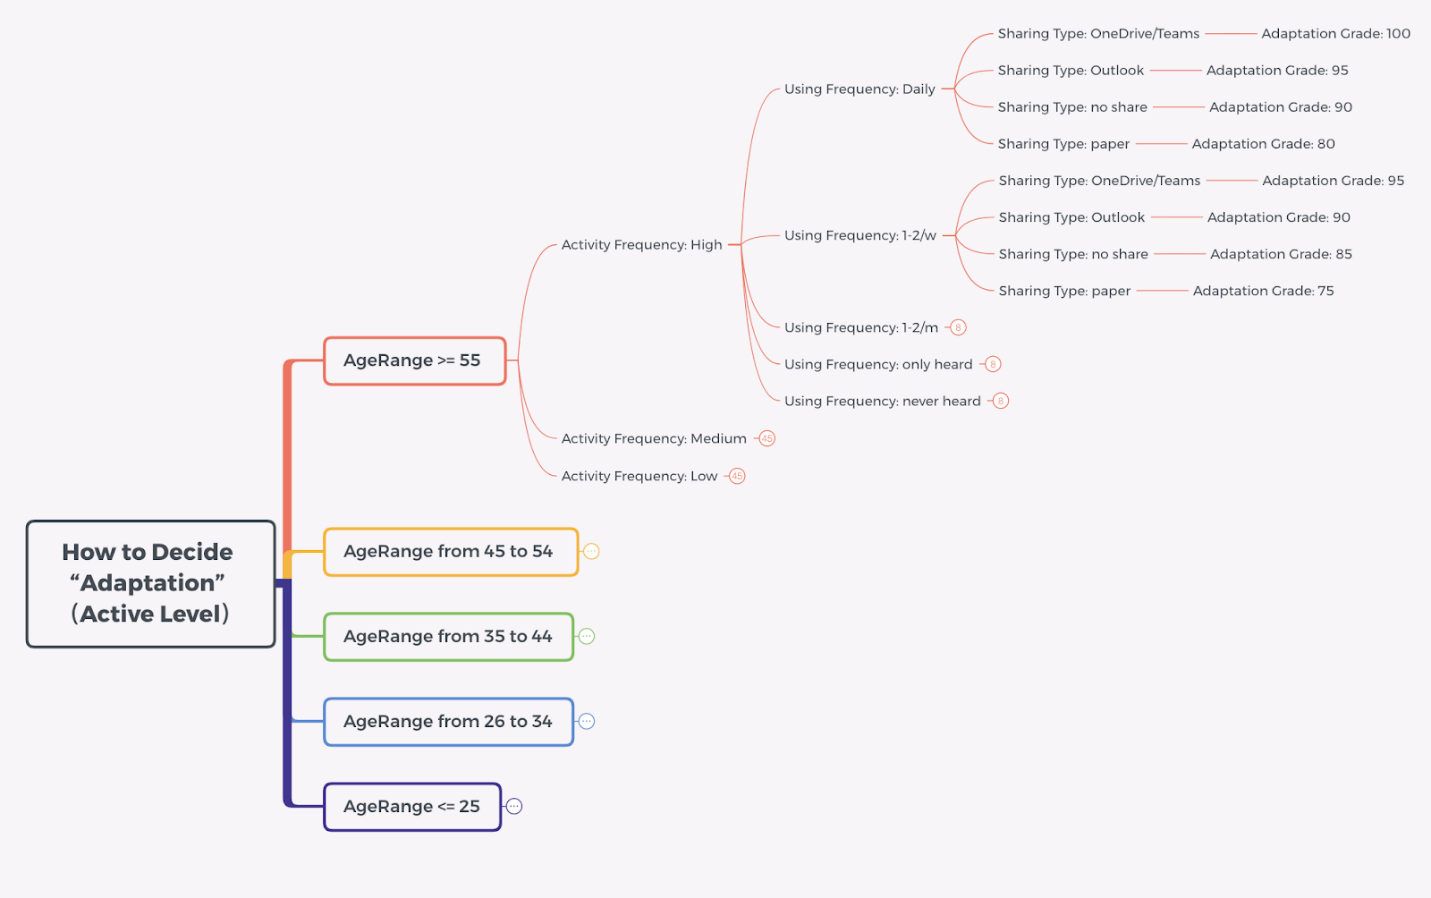 Sharing Type: OneDrive/Teams Adaptation Grade: 100
Sharing Type: Outlook Adaptation Grade: 95
Using Frequency: Daily
Sharing Type: no share Adaptation Grade: 90
Sharing Type: paper Adaptation Grade: 80
Sharing Type: OneDrive/Teams Adaptation Grade: 95
Sharing Type: Outlook Adaptation Grade: 90
Using Frequency: 1-2/w
Activity Frequency: High
Sharing Type: no share Adaptation Grade: 85
Sharing Type: paper Adaptation Grade: 75
Using Frequency: 1-2/m 8
AgeRange >= 55
Using Frequency: only heard 8
Using Frequency: never heard 8
Activity Frequency: Medium 45
Activity Frequency: Low 45
How to Decide
“Adaptation”
(Active Level)
AgeRange from 45 to 54
AgeRange from 35 to 44
AgeRange from 26 to 34
AgeRange <= 25